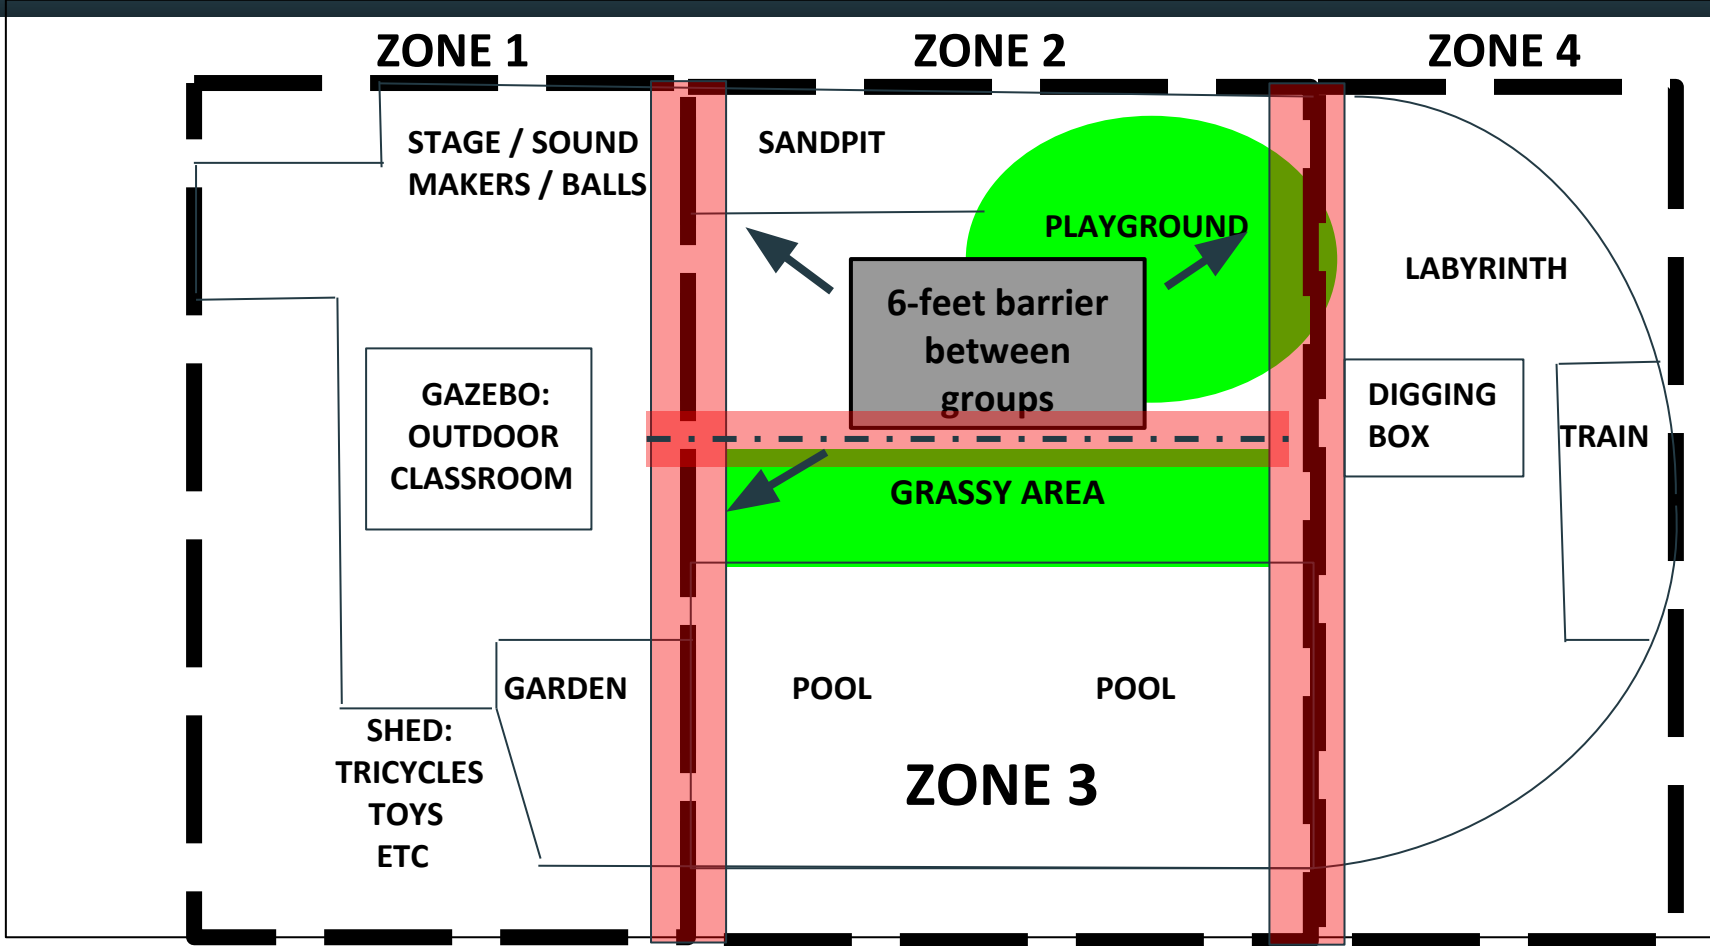 ZONE 1
ZONE 2
ZONE 4
STAGE / SOUND
MAKERS / BALLS
SANDPIT
PLAYGROUND
LABYRINTH
6-feet barrier
between
groups
GAZEBO:
OUTDOOR
CLASSROOM
DIGGING
BOX
TRAIN
GRASSY AREA
GARDEN
POOL
POOL
SHED:
TRICYCLES
TOYS
ETC
ZONE 3